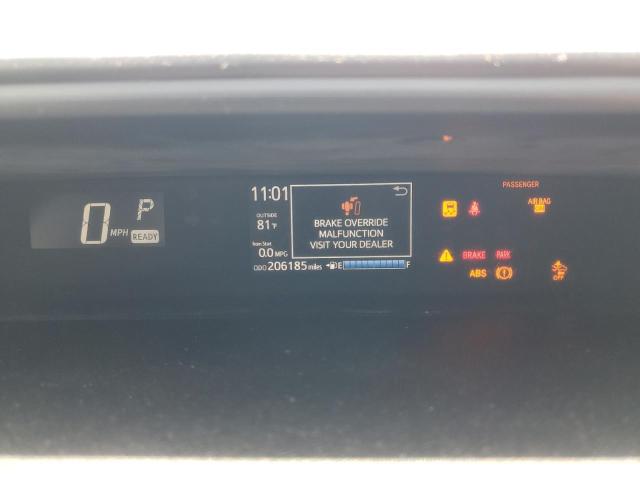 0 MPH P READY
11:01
OUTSIDE
81°F
from Start
0.0 MPG
ODO 206185 miles E F
BRAKE OVERRIDE
MALFUNCTION
VISIT YOUR DEALER
PASSENGER
AIR BAG
BRAKE PARK
ABS
OFF